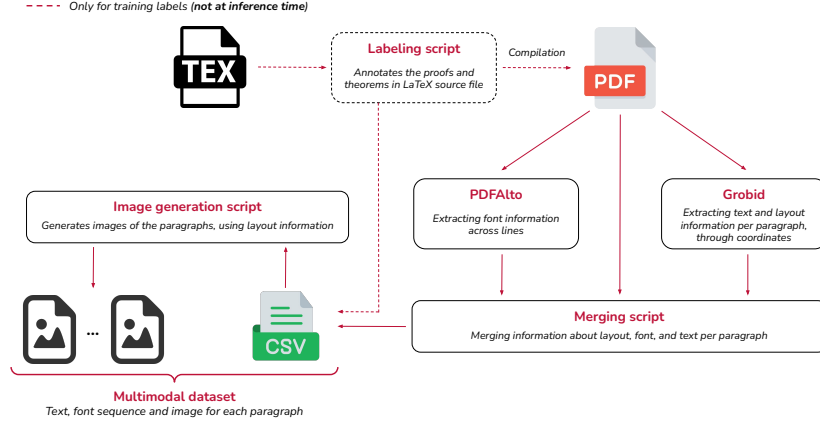 Only for training labels (not at inference time)
TEX
Labeling script
Annotates the proofs and
theorems in LaTeX source file
Compilation
PDF
Image generation script
Generates images of the paragraphs, using layout information
PDFAlto
Extracting font information
across lines
Grobid
Extracting text and layout
information per paragraph,
through coordinates
...
CSV
Merging script
Merging information about layout, font, and text per paragraph
Multimodal dataset
Text, font sequence and image for each paragraph